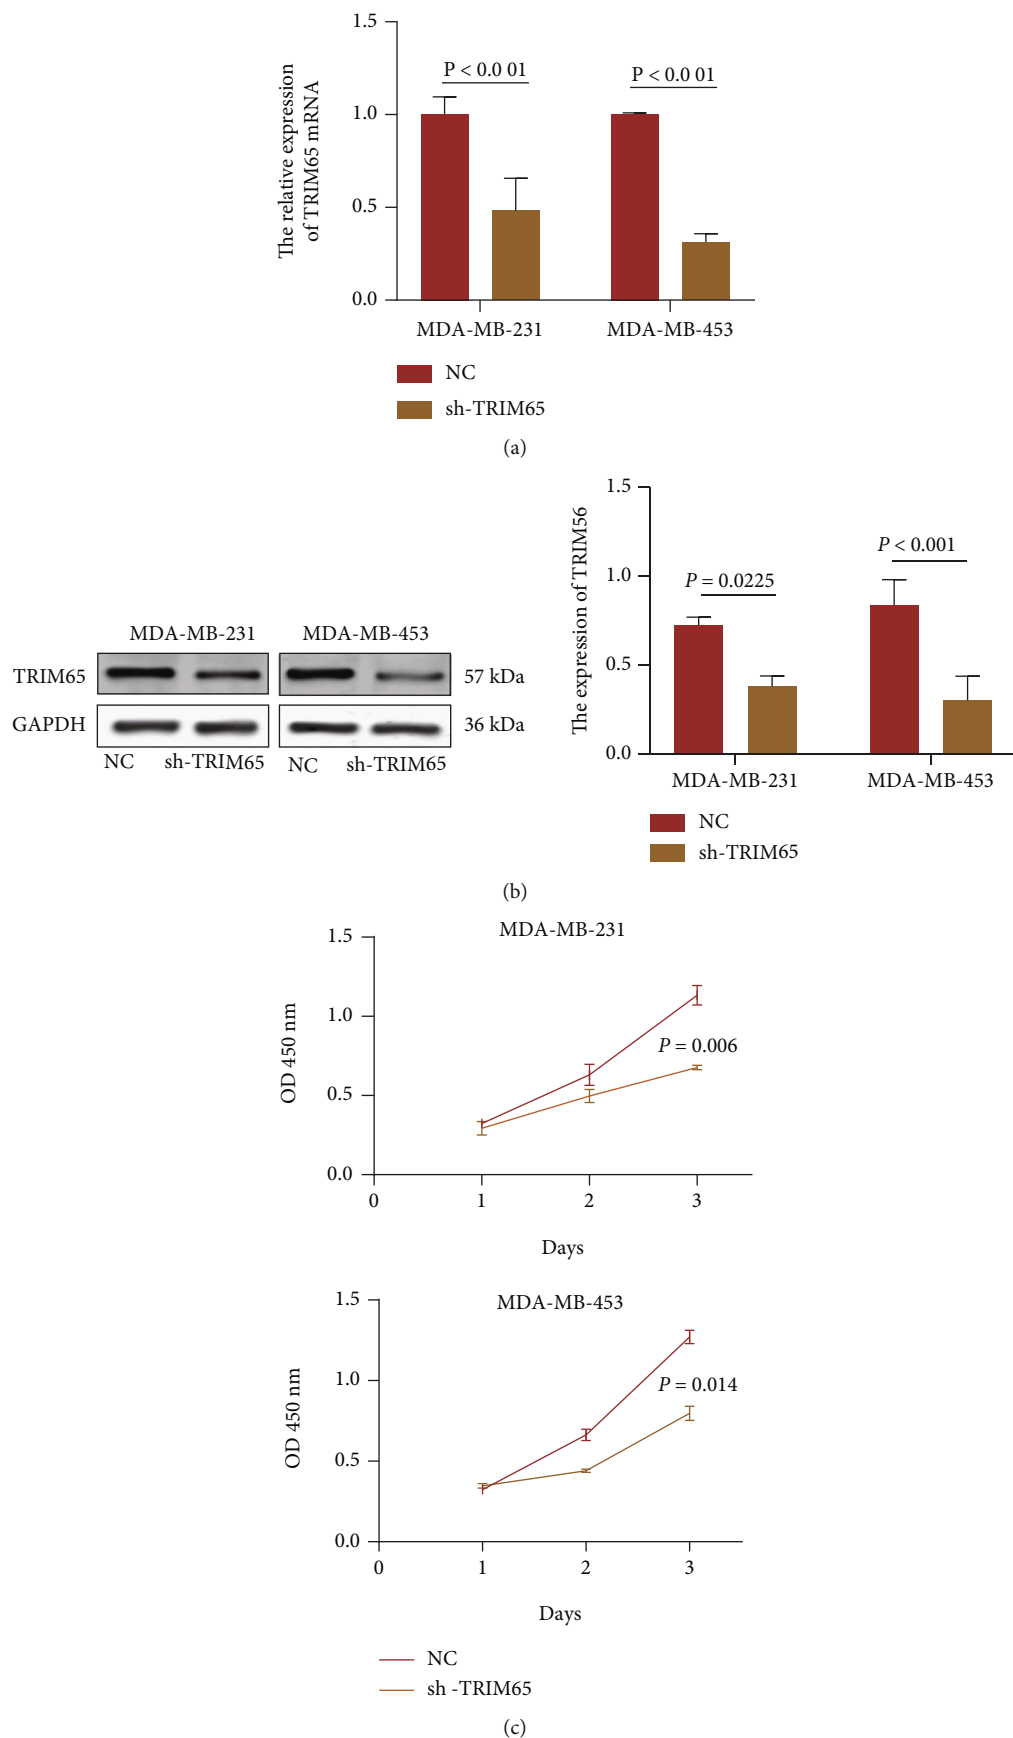 1.5
1.0
0.5
0.0
The relative expression
of TRIM65 mRNA
P < 0.0 01
P < 0.0 01
MDA-MB-231
MDA-MB-453
NC
sh-TRIM65
(a)
MDA-MB-231
MDA-MB-453
TRIM65
57 kDa
GAPDH
36 kDa
NC
sh-TRIM65
NC
sh-TRIM65
1.5
1.0
0.5
0.0
The expression of TRIM56
P = 0.0225
P < 0.001
MDA-MB-231
MDA-MB-453
NC
sh-TRIM65
(b)
MDA-MB-231
1.5
1.0
0.5
0.0
OD 450 nm
P = 0.006
0
1
2
3
Days
MDA-MB-453
1.5
1.0
0.5
0.0
OD 450 nm
P = 0.014
0
1
2
3
Days
NC
sh -TRIM65
(c)